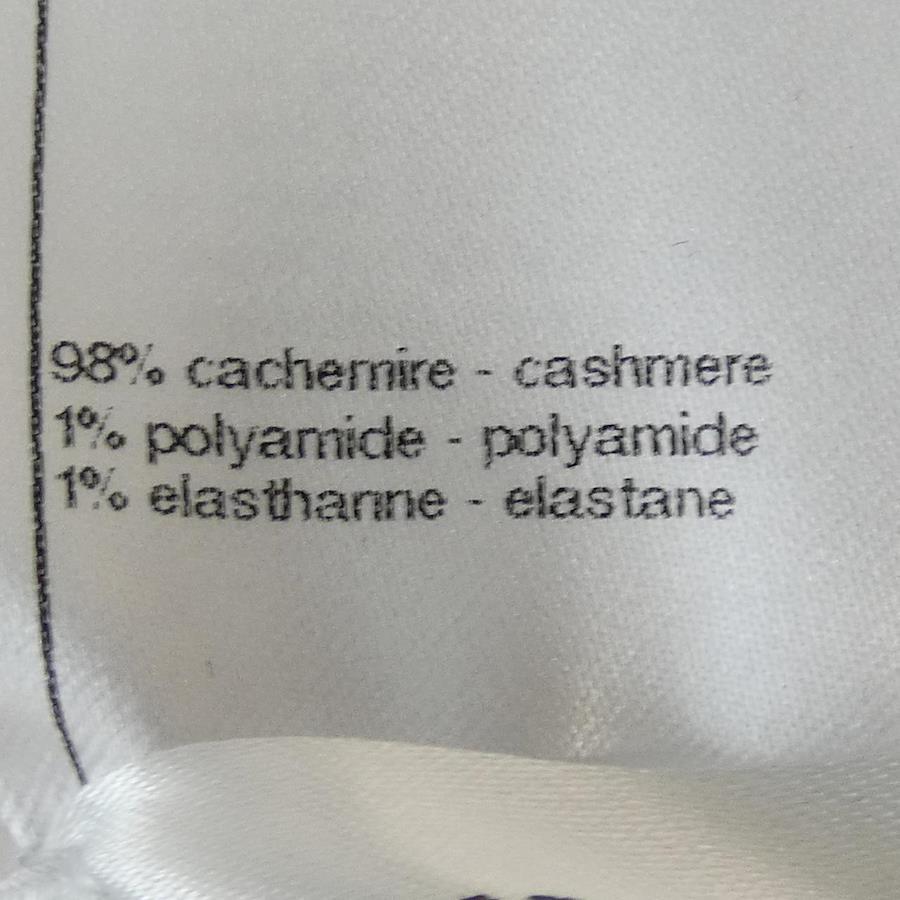 98% cachemire - cashmere
1% polyamide - polyamide
1% elasthanne - elastane